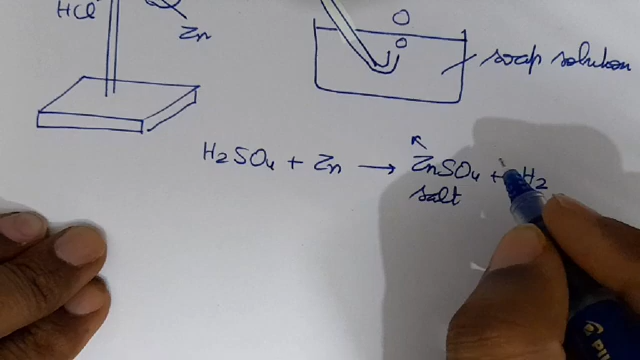 HCl
Zn
soap solution
H2SO4 + Zn → ZnSO4 + H2
salt